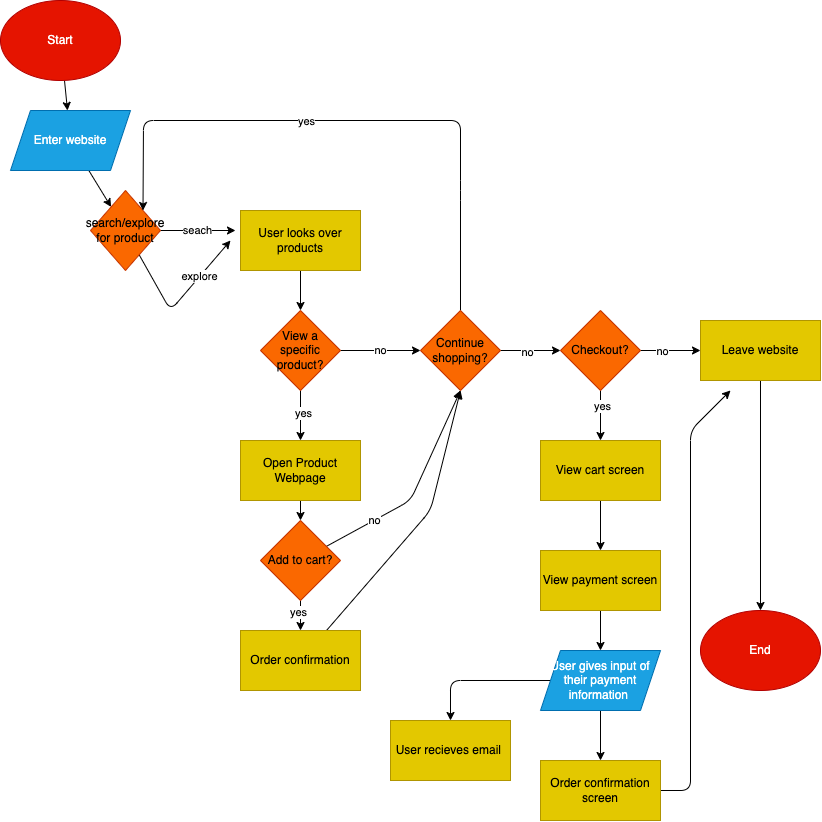 Start
Enter website
yes
search/explore
for product
seach
explore
User looks over
products
View a
specific
product?
no
Continue
shopping?
no
Checkout?
no
Leave website
yes
yes
Open Product
Webpage
View cart screen
no
Add to cart?
View payment screen
yes
Order confirmation
User gives input of
their payment
information
End
User recieves email
Order confirmation
screen